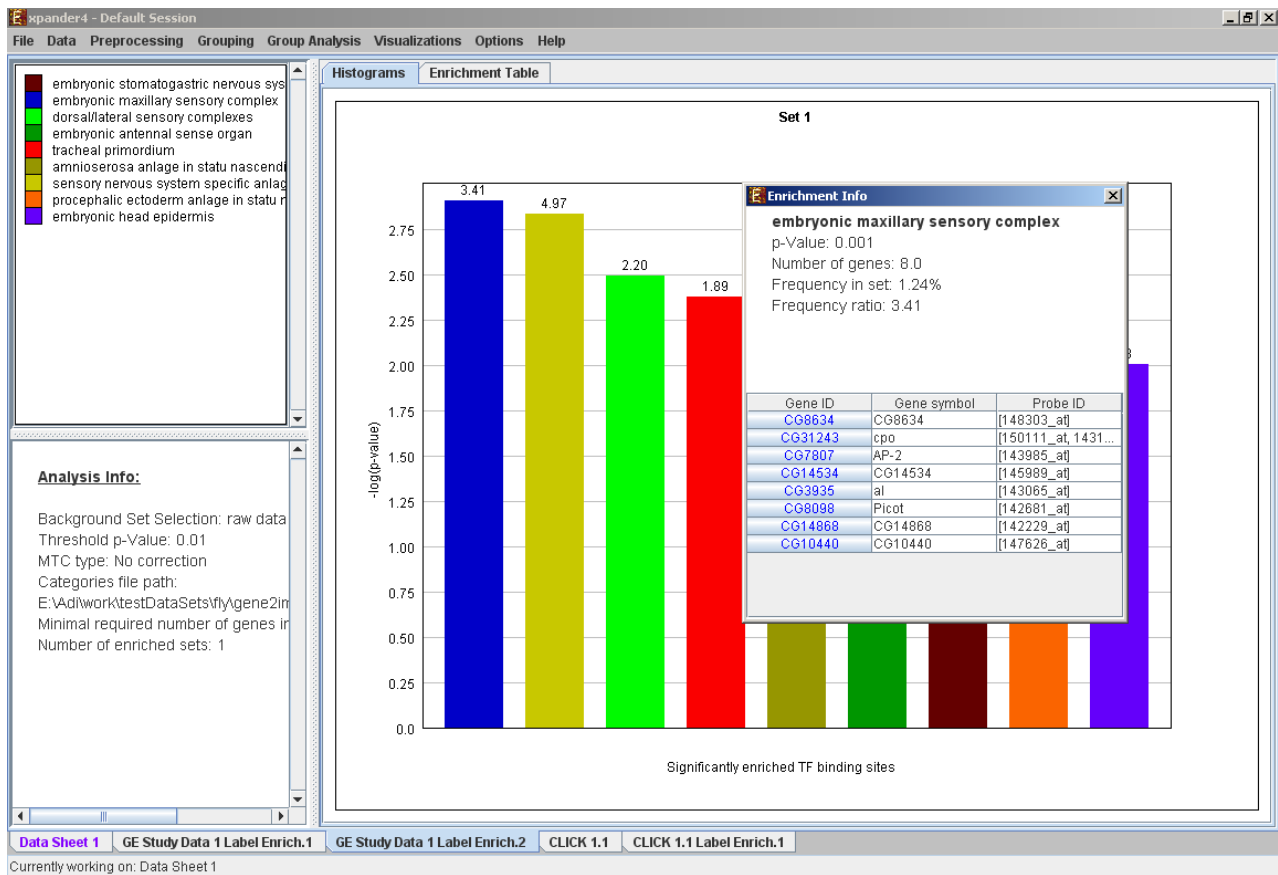 xpander4 - Default Session
File Data Preprocessing Grouping Group Analysis Visualizations Options Help
embryonic stomatogastric nervous sys
embryonic maxillary sensory complex
dorsal/lateral sensory complexes
embryonic antennal sense organ
tracheal primordium
amnioserosa anlage in statu nascendi
sensory nervous system specific anlag
procephalic ectoderm anlage in statu n
embryonic head epidermis
Analysis Info:
Background Set Selection: raw data
Threshold p-Value: 0.01
MTC type: No correction
Categories file path:
E:\Adi\work\testDataSets\fly\gene2im
Minimal required number of genes in
Number of enriched sets: 1
Histograms Enrichment Table
Set 1
3.41
4.97
2.20
1.89
2.75
2.50
2.25
2.00
1.75
1.50
1.25
1.00
0.75
0.50
0.25
0.0
-log(p-value)
Significantly enriched TF binding sites
Enrichment Info
embryonic maxillary sensory complex
p-Value: 0.001
Number of genes: 8.0
Frequency in set: 1.24%
Frequency ratio: 3.41
Gene ID Gene symbol Probe ID
CG8634 CG8634 [148303_at]
CG31243 cpo [150111_at, 1431...
CG7807 AP-2 [143985_at]
CG14534 CG14534 [145989_at]
CG3935 al [143065_at]
CG8098 Picot [142681_at]
CG14868 CG14868 [142229_at]
CG10440 CG10440 [147626_at]
Data Sheet 1 GE Study Data 1 Label Enrich.1 GE Study Data 1 Label Enrich.2 CLICK 1.1 CLICK 1.1 Label Enrich.1
Currently working on: Data Sheet 1